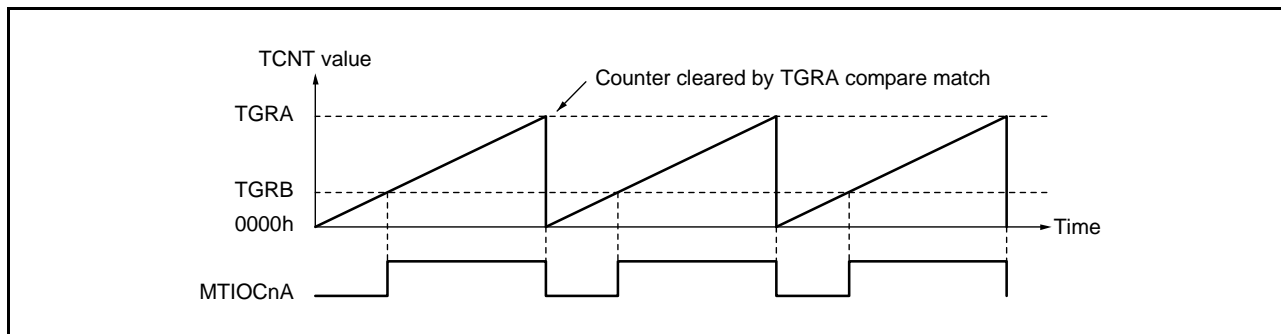 TCNT value
Counter cleared by TGRA compare match
TGRA
TGRB
0000h
Time
MTIOCnA